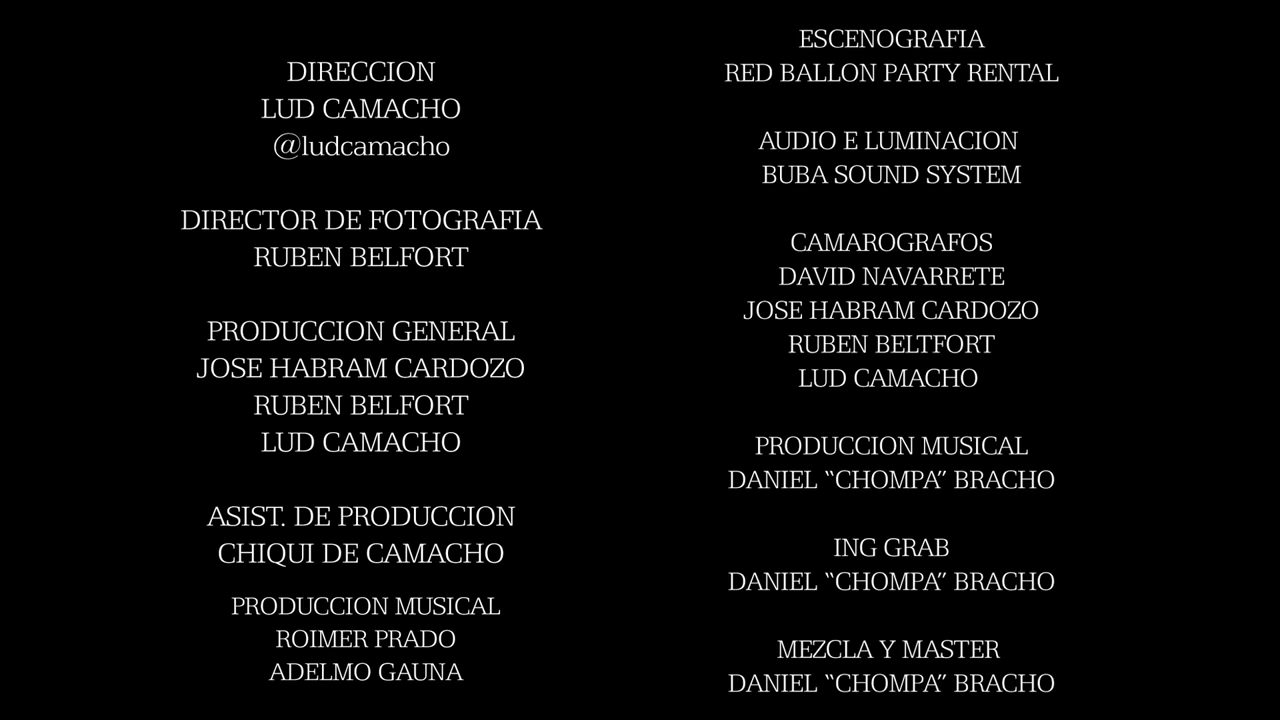 DIRECCION
LUD CAMACHO
@ludcamacho
DIRECTOR DE FOTOGRAFIA
RUBEN BELFORT
PRODUCCION GENERAL
JOSE HABRAM CARDOZO
RUBEN BELFORT
LUD CAMACHO
ASIST. DE PRODUCCION
CHIQUI DE CAMACHO
PRODUCCION MUSICAL
ROIMER PRADO
ADELMO GAUNA
ESCENOGRAFIA
RED BALLON PARTY RENTAL
AUDIO E LUMINACION
BUBA SOUND SYSTEM
CAMAROGRAFOS
DAVID NAVARRETE
JOSE HABRAM CARDOZO
RUBEN BELTFORT
LUD CAMACHO
PRODUCCION MUSICAL
DANIEL “CHOMPA” BRACHO
ING GRAB
DANIEL “CHOMPA” BRACHO
MEZCLA Y MASTER
DANIEL “CHOMPA” BRACHO